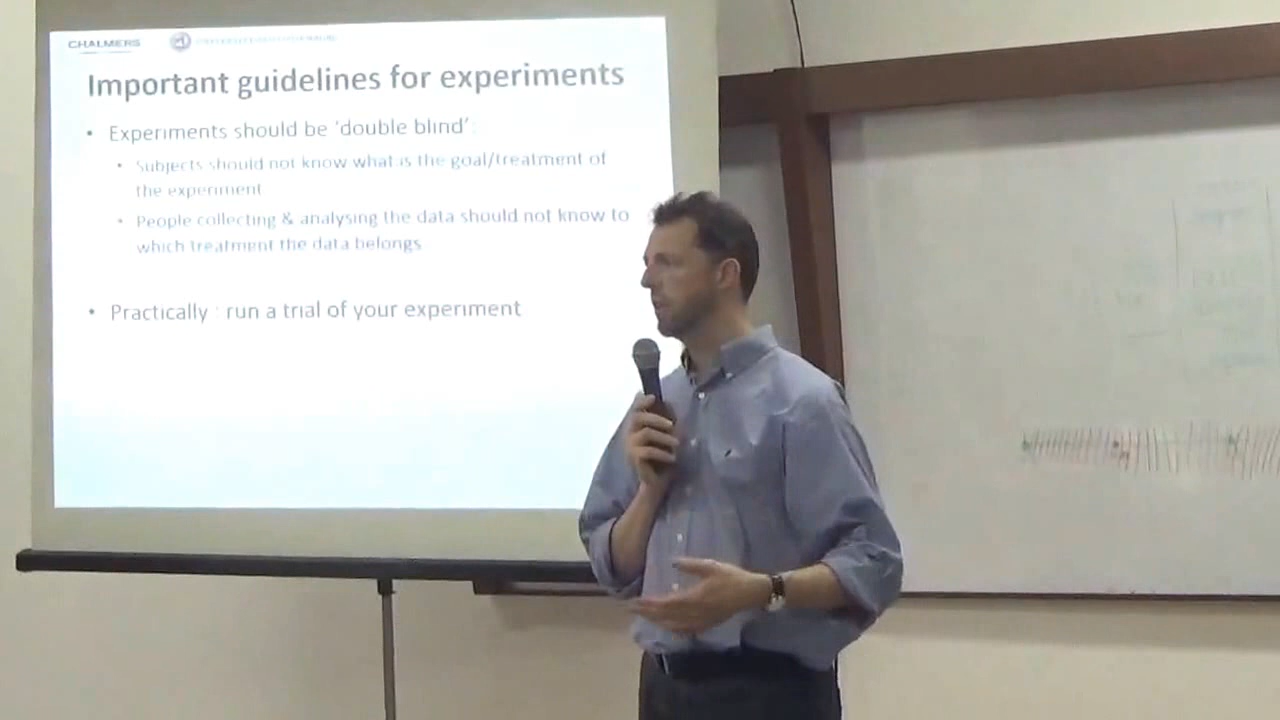 CHALMERS
Important guidelines for experiments
• Experiments should be 'double blind':
• Subjects should not know what is the goal/treatment of
the experiment
• People collecting & analysing the data should not know to
which treatment the data belongs
• Practically : run a trial of your experiment